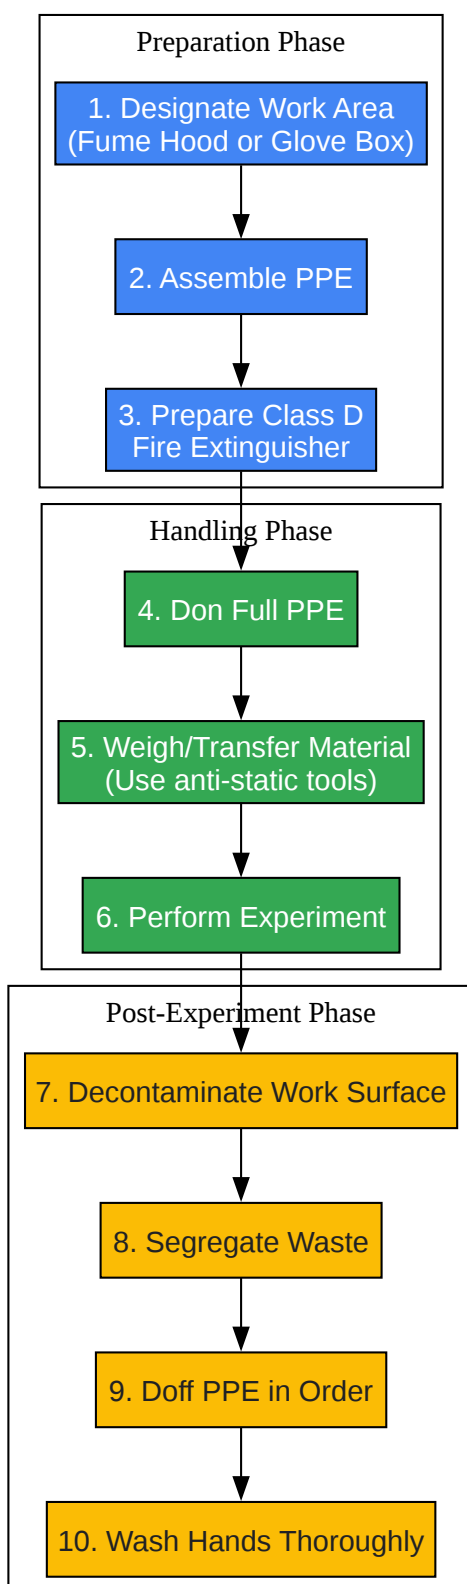 Preparation Phase
1. Designate Work Area
(Fume Hood or Glove Box)
2. Assemble PPE
3. Prepare Class D
Fire Extinguisher
Handling Phase
4. Don Full PPE
5. Weigh/Transfer Material
(Use anti-static tools)
6. Perform Experiment
Post-Experiment Phase
7. Decontaminate Work Surface
8. Segregate Waste
9. Doff PPE in Order
10. Wash Hands Thoroughly